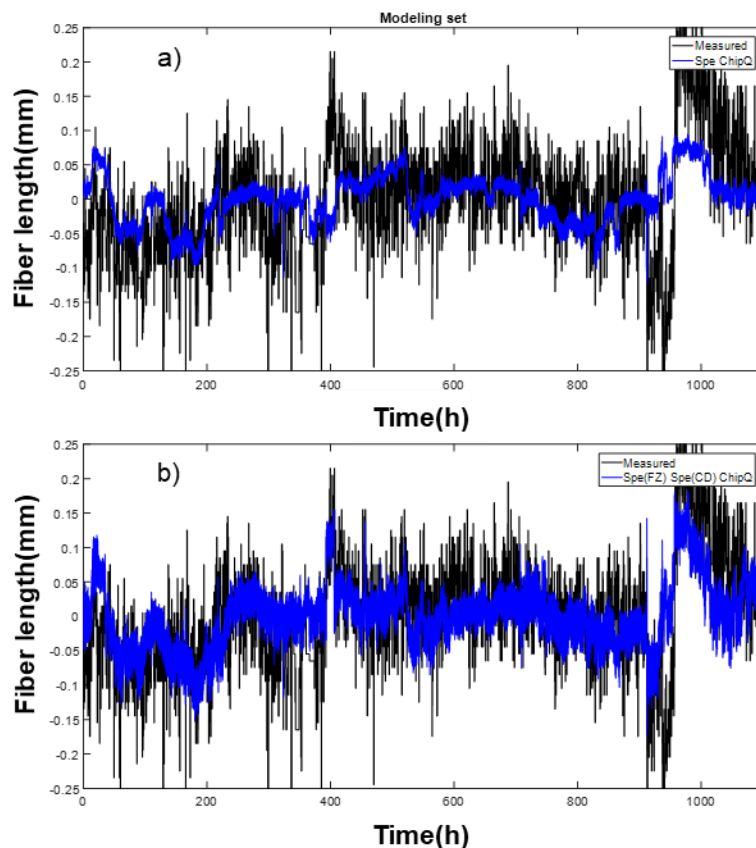 Modeling set
a)
Measured
Spe ChipQ
0.25
0.2
0.15
0.1
0.05
0
-0.05
-0.1
-0.15
-0.2
-0.25
Fiber length(mm)
0 200 400 600 800 1000
Time(h)
b)
Measured
Spe(FZ) Spe(CD) ChipQ
0.25
0.2
0.15
0.1
0.05
0
-0.05
-0.1
-0.15
-0.2
-0.25
Fiber length(mm)
0 200 400 600 800 1000
Time(h)